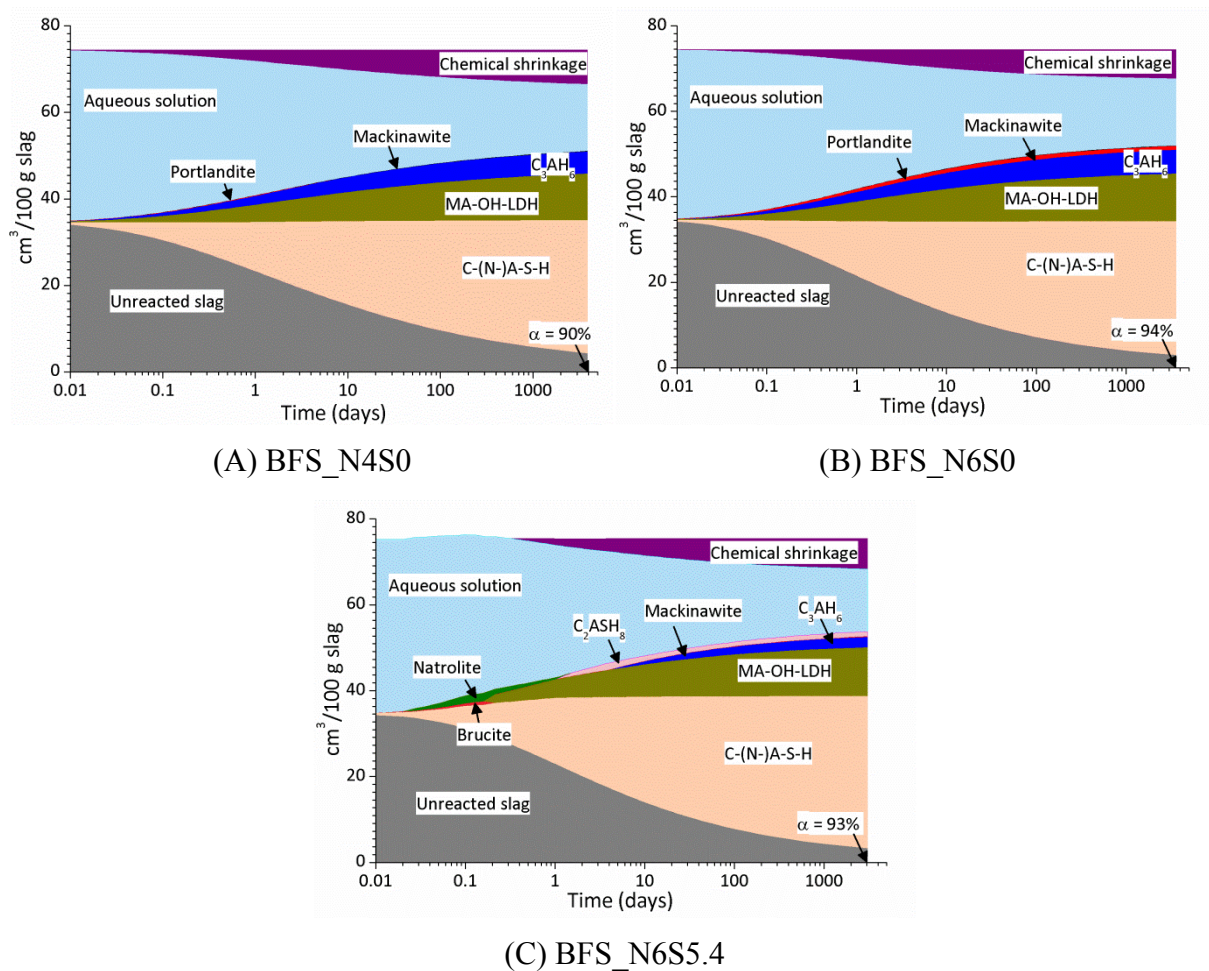 80
60
40
20
0
cm³/100 g slag
Chemical shrinkage
Aqueous solution
Mackinawite
Portlandite
C₃AH₆
MA-OH-LDH
C-(N-)A-S-H
Unreacted slag
α = 90%
0.01 0.1 1 10 100 1000
Time (days)
(A) BFS_N4S0
80
60
40
20
0
cm³/100 g slag
Chemical shrinkage
Aqueous solution
Mackinawite
Portlandite
C₃AH₆
MA-OH-LDH
C-(N-)A-S-H
Unreacted slag
α = 94%
0.01 0.1 1 10 100 1000
Time (days)
(B) BFS_N6S0
80
60
40
20
0
cm³/100 g slag
Chemical shrinkage
Aqueous solution
C₂ASH₈
Mackinawite
C₃AH₆
Natrolite
MA-OH-LDH
Brucite
C-(N-)A-S-H
Unreacted slag
α = 93%
0.01 0.1 1 10 100 1000
Time (days)
(C) BFS_N6S5.4